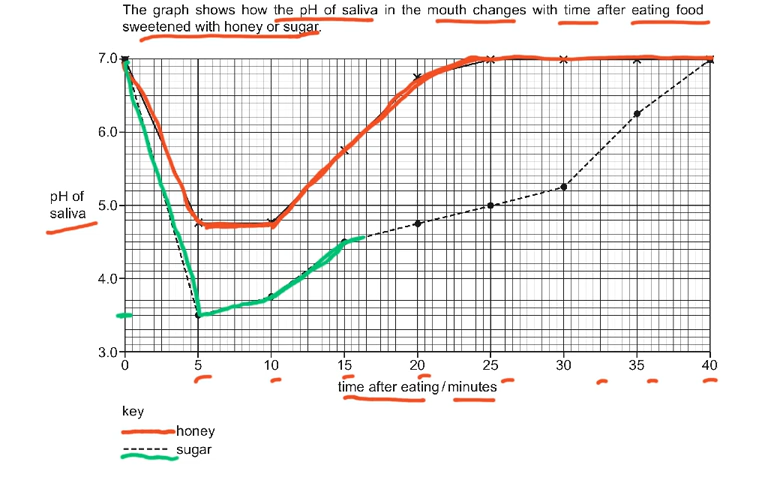 The graph shows how the pH of saliva in the mouth changes with time after eating food
sweetened with honey or sugar.
7.0
6.0
5.0
4.0
3.0
pH of
saliva
0 5 10 15 20 25 30 35 40
time after eating / minutes
key
honey
sugar